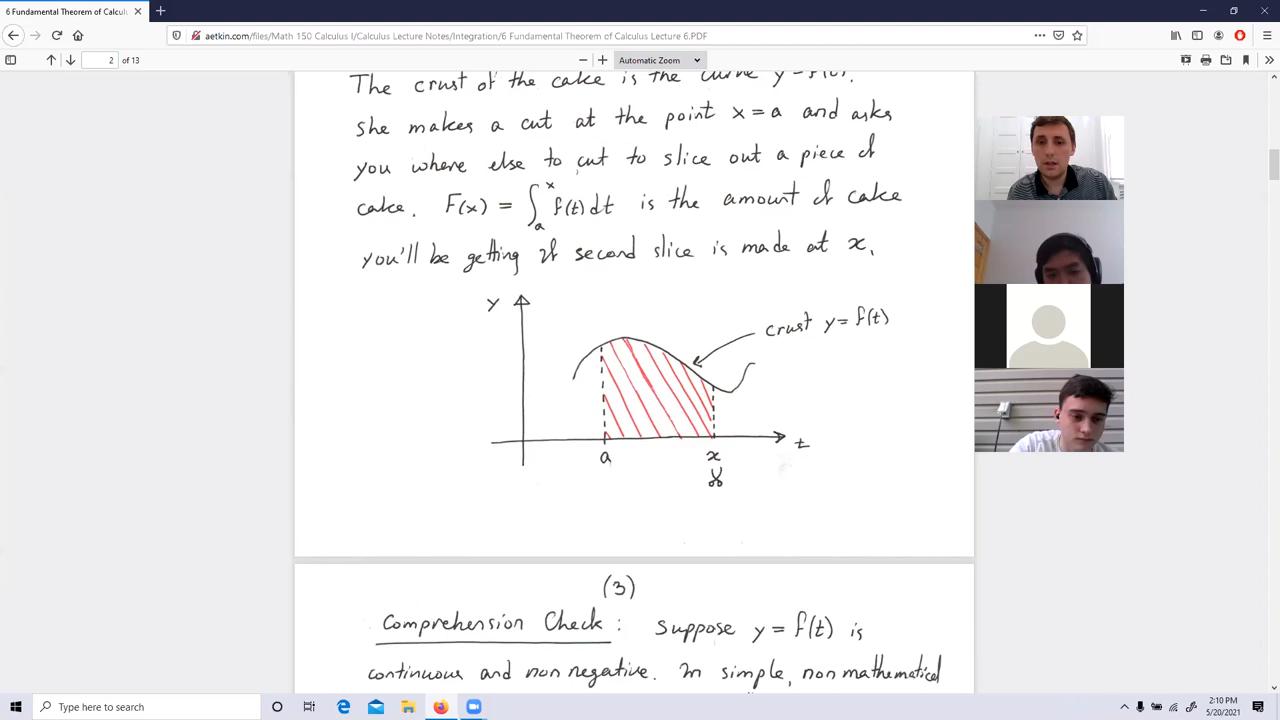 6 Fundamental Theorem of Calculu
aetkin.com/files/Math 150 Calculus I/Calculus Lecture Notes/Integration/6 Fundamental Theorem of Calculus Lecture 6.PDF
2 of 13
Automatic Zoom
The crust of the cake is the curve y = f(t).
She makes a cut at the point x = a and asks
you where else to cut to slice out a piece of
cake. F(x) = ∫ₐˣ f(t) dt is the amount of cake
you'll be getting if second slice is made at x.
y
crust y = f(t)
t
a x
(3)
Comprehension Check: Suppose y = f(t) is
continuous and non negative. In simple, non mathematical
Type here to search
2:10 PM
5/20/2021